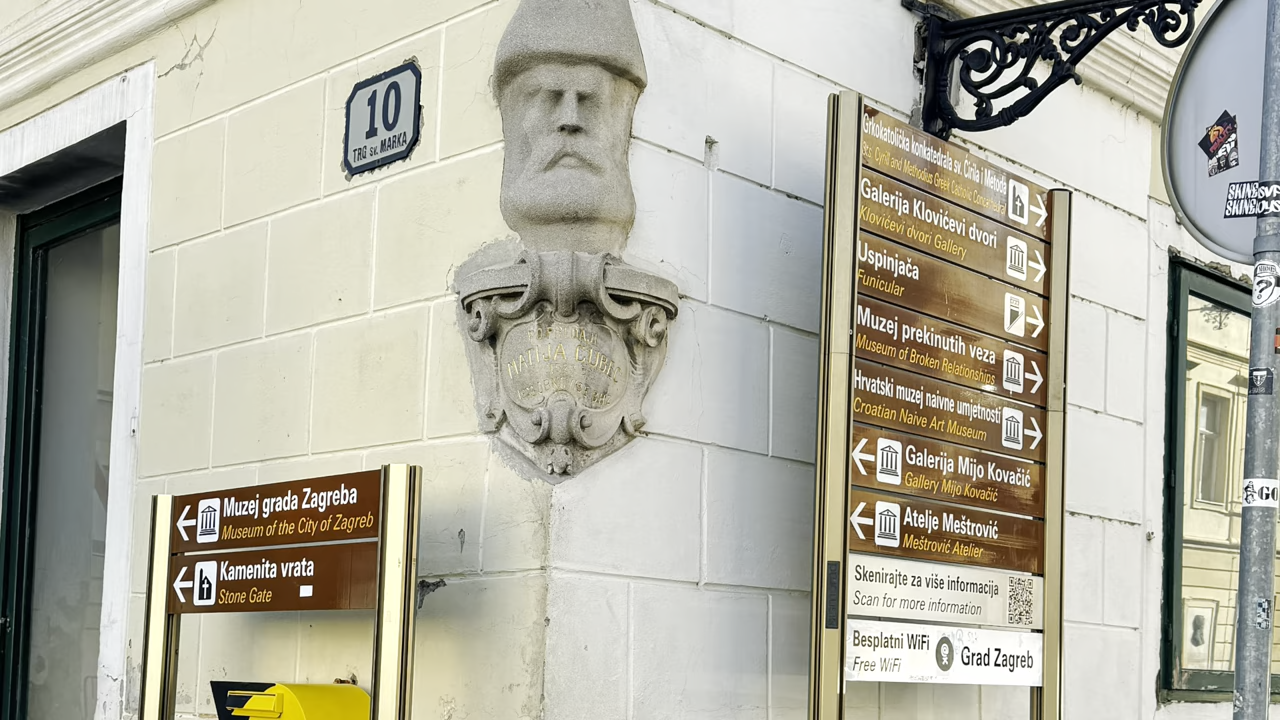 10
TRG sv. MARKA
MATIJA GUBEC
Grkokatolička konkatedrala sv. Ćirila i Metoda
Sts. Cyril and Methodius Greek Catholic Concathedral
Galerija Klovićevi dvori
Klovićevi dvori Gallery
Uspinjača
Funicular
Muzej prekinutih veza
Museum of Broken Relationships
Hrvatski muzej naivne umjetnosti
Croatian Naive Art Museum
Galerija Mijo Kovačić
Gallery Mijo Kovačić
Atelje Meštrović
Meštrović Atelier
Skenirajte za više informacija
Scan for more information
Besplatni WiFi
Free WiFi
Grad Zagreb
Muzej grada Zagreba
Museum of the City of Zagreb
Kamenita vrata
Stone Gate